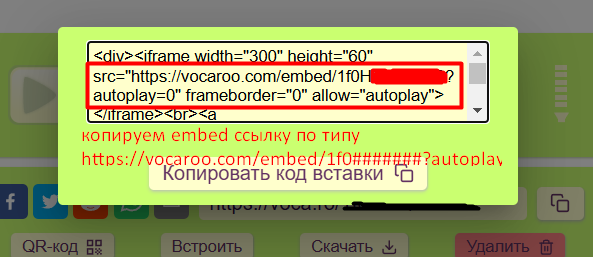 <div><iframe width="300" height="60"
src="https://vocaroo.com/embed/1f0H ?
autoplay=0" frameborder="0" allow="autoplay">
</iframe><br><a
копируем embed ссылку по типу
https://vocaroo.com/embed/1f0#######?autoplay
Копировать код вставки
https://voca.ro/
QR-код Встроить Скачать Удалить